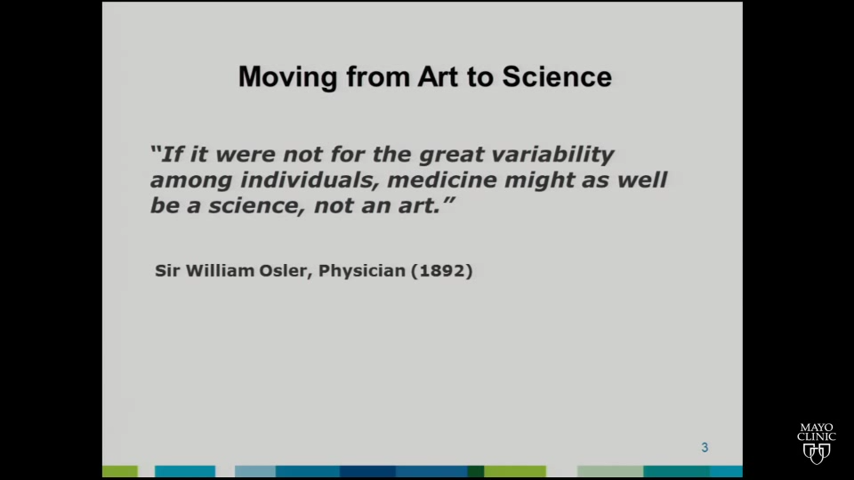 Moving from Art to Science
“If it were not for the great variability
among individuals, medicine might as well
be a science, not an art.”
Sir William Osler, Physician (1892)
3
MAYO
CLINIC